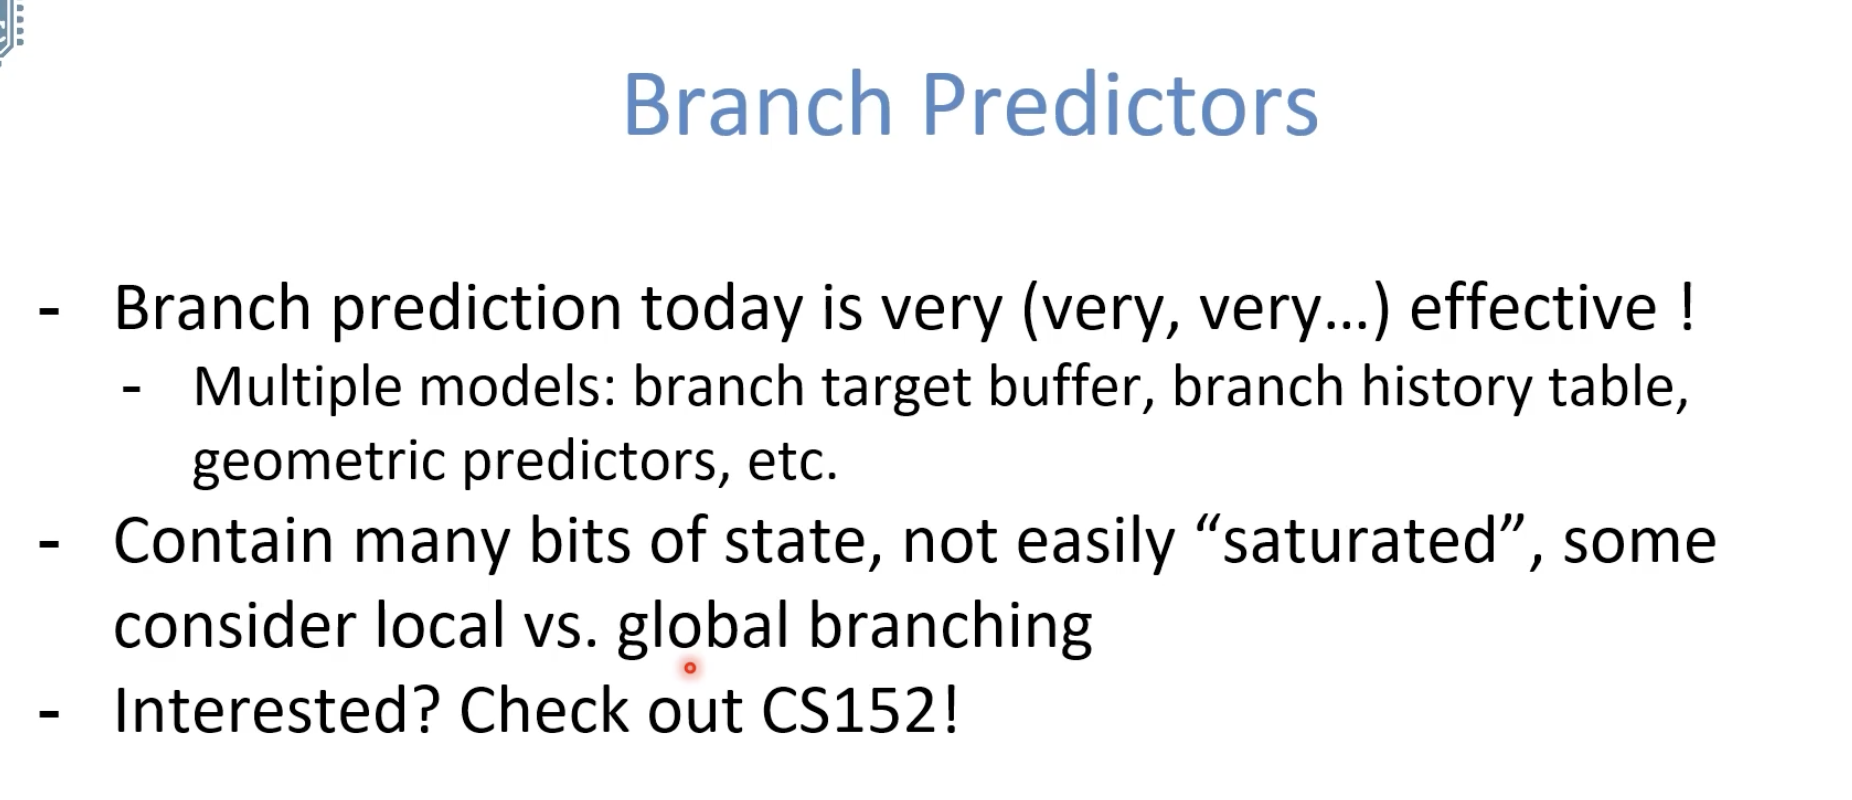 Branch Predictors
- Branch prediction today is very (very, very...) effective !
- Multiple models: branch target buffer, branch history table,
geometric predictors, etc.
- Contain many bits of state, not easily “saturated”, some
consider local vs. global branching
- Interested? Check out CS152!